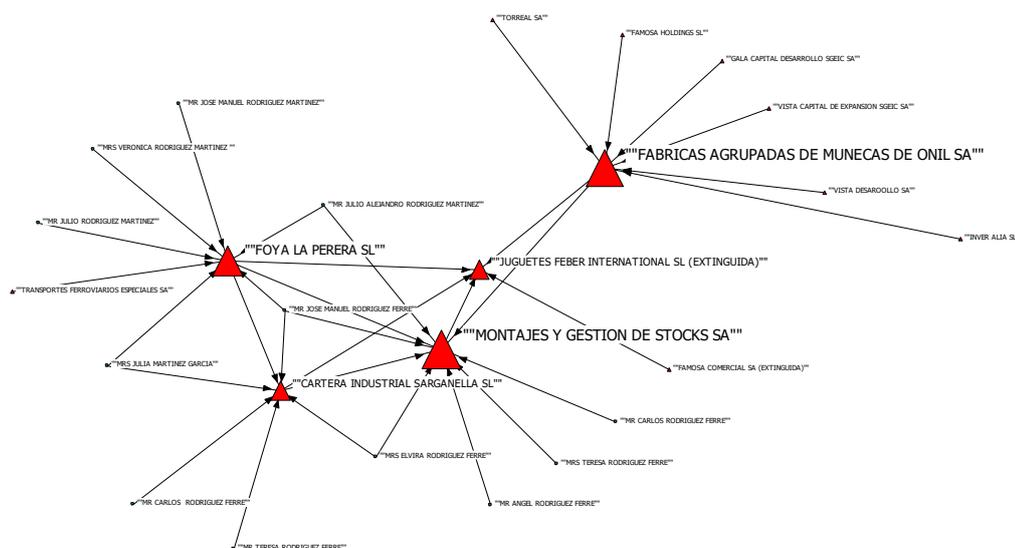 ""TORREAL SA""
""FAMOSA HOLDINGS SL""
""GALA CAPITAL DESARROLLO SGEIC SA""
""MR JOSE MANUEL RODRIGUEZ MARTINEZ""
""VISTA CAPITAL DE EXPANSION SGEIC SA""
""MRS VERONICA RODRIGUEZ MARTINEZ ""
""FABRICAS AGRUPADAS DE MUNECAS DE ONIL SA""
""VISTA DESAROOLLO SA""
""MR JULIO ALEJANDRO RODRIGUEZ MARTINEZ""
""MR JULIO RODRIGUEZ MARTINEZ""
""INVER ALIA SL
""FOYA LA PERERA SL""
""JUGUETES FEBER INTERNATIONAL SL (EXTINGUIDA)""
""TRANSPORTES FERROVIARIOS ESPECIALES SA""
""MR JOSE MANUEL RODRIGUEZ FERRE""
""MONTAJES Y GESTION DE STOCKS SA""
""MRS JULIA MARTINEZ GARCIA""
""FAMOSA COMERCIAL SA (EXTINGUIDA)""
""CARTERA INDUSTRIAL SARGANELLA SL""
""MR CARLOS RODRIGUEZ FERRE""
""MRS ELVIRA RODRIGUEZ FERRE""
""MRS TERESA RODRIGUEZ FERRE""
""MR CARLOS  RODRIGUEZ FERRE""
""MR ANGEL RODRIGUEZ FERRE""
""MR TERESA RODRIGUEZ FERRE""